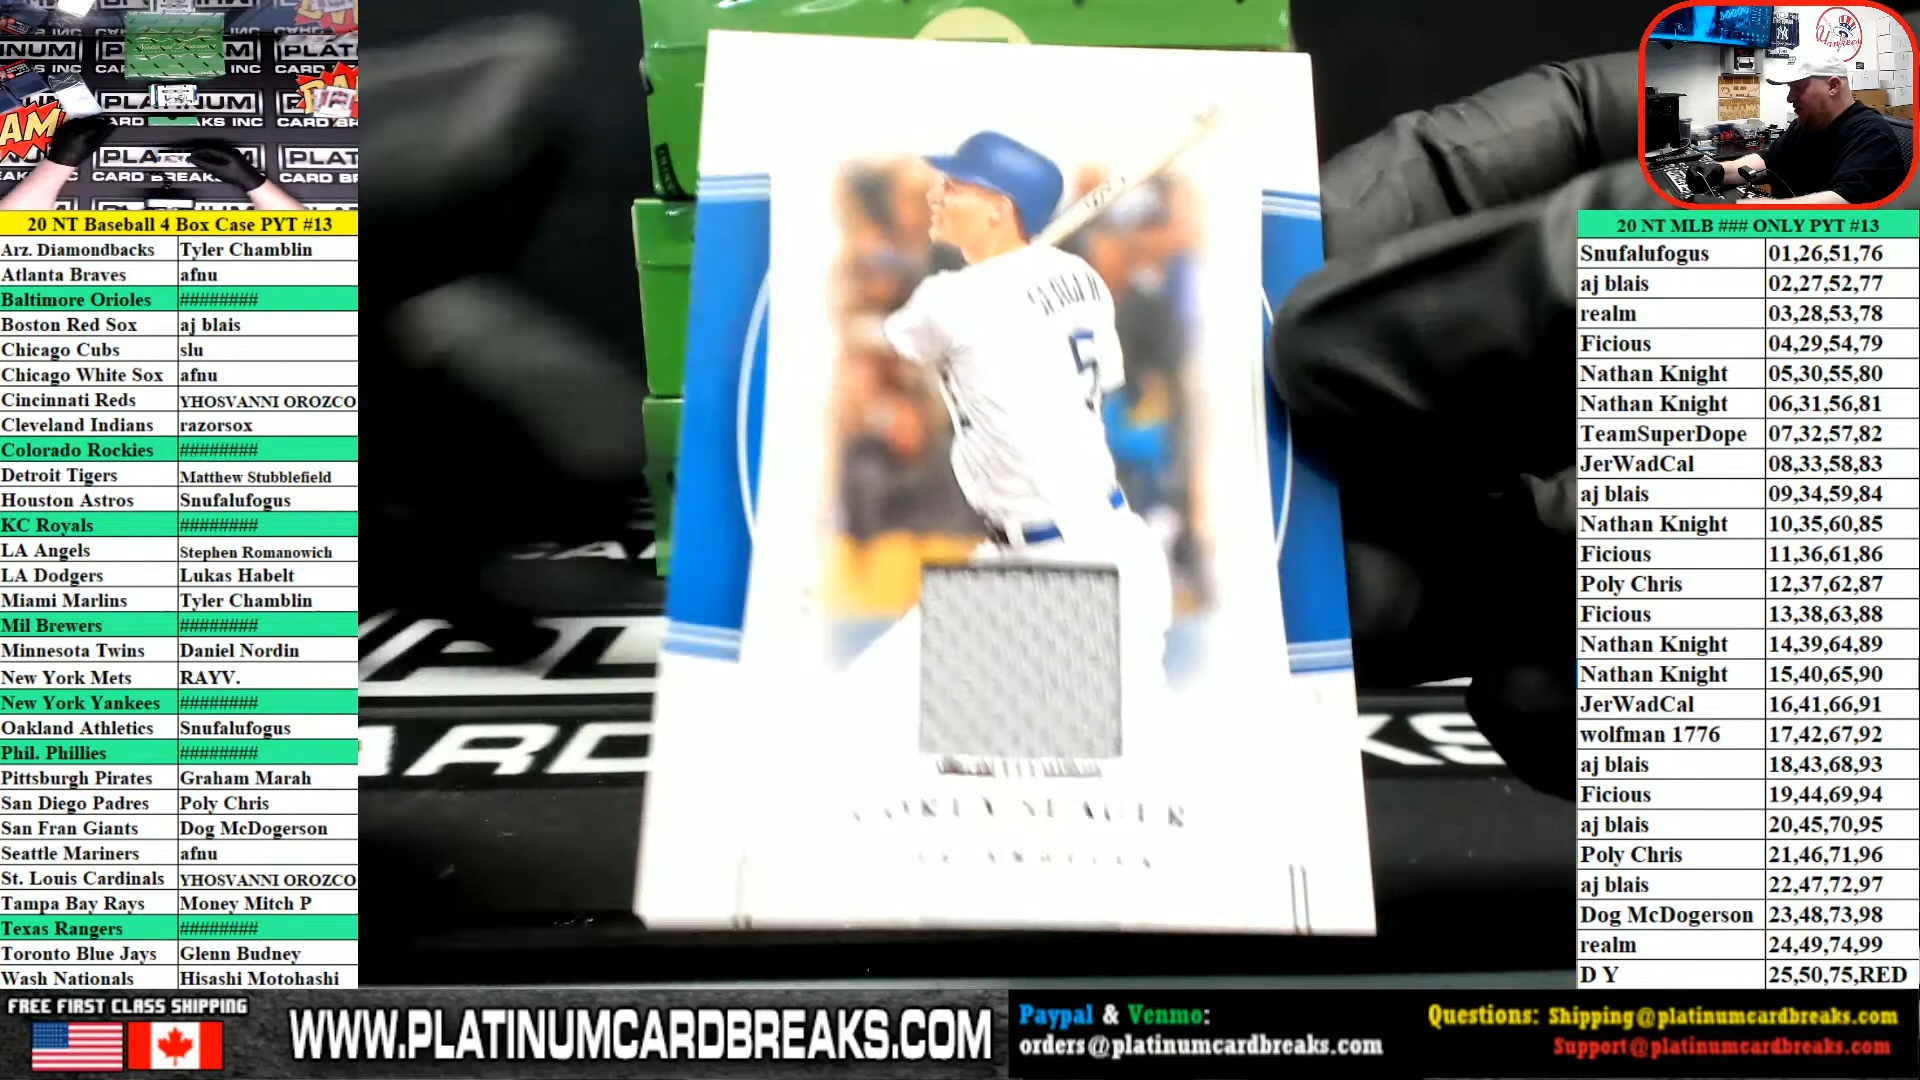 20 NT Baseball 4 Box Case PYT #13
Arz. Diamondbacks Tyler Chamblin
Atlanta Braves afnu
Baltimore Orioles ########
Boston Red Sox aj blais
Chicago Cubs slu
Chicago White Sox afnu
Cincinnati Reds YHOSVANNI OROZCO
Cleveland Indians razorsox
Colorado Rockies ########
Detroit Tigers Matthew Stubblefield
Houston Astros Snufalufogus
KC Royals ########
LA Angels Stephen Romanowich
LA Dodgers Lukas Habelt
Miami Marlins Tyler Chamblin
Mil Brewers ########
Minnesota Twins Daniel Nordin
New York Mets RAYV.
New York Yankees ########
Oakland Athletics Snufalufogus
Phil. Phillies ########
Pittsburgh Pirates Graham Marah
San Diego Padres Poly Chris
San Fran Giants Dog McDogerson
Seattle Mariners afnu
St. Louis Cardinals YHOSVANNI OROZCO
Tampa Bay Rays Money Mitch P
Texas Rangers ########
Toronto Blue Jays Glenn Budney
Wash Nationals Hisashi Motohashi
SEAGER
5
COREY SEAGER
20 NT MLB ### ONLY PYT #13
Snufalufogus 01,26,51,76
aj blais 02,27,52,77
realm 03,28,53,78
Ficious 04,29,54,79
Nathan Knight 05,30,55,80
Nathan Knight 06,31,56,81
TeamSuperDope 07,32,57,82
JerWadCal 08,33,58,83
aj blais 09,34,59,84
Nathan Knight 10,35,60,85
Ficious 11,36,61,86
Poly Chris 12,37,62,87
Ficious 13,38,63,88
Nathan Knight 14,39,64,89
Nathan Knight 15,40,65,90
JerWadCal 16,41,66,91
wolfman 1776 17,42,67,92
aj blais 18,43,68,93
Ficious 19,44,69,94
aj blais 20,45,70,95
Poly Chris 21,46,71,96
aj blais 22,47,72,97
Dog McDogerson 23,48,73,98
realm 24,49,74,99
D Y 25,50,75,RED
FREE FIRST CLASS SHIPPING
WWW.PLATINUMCARDBREAKS.COM
Paypal & Venmo:
orders@platinumcardbreaks.com
Questions: Shipping@platinumcardbreaks.com
Support@platinumcardbreaks.com